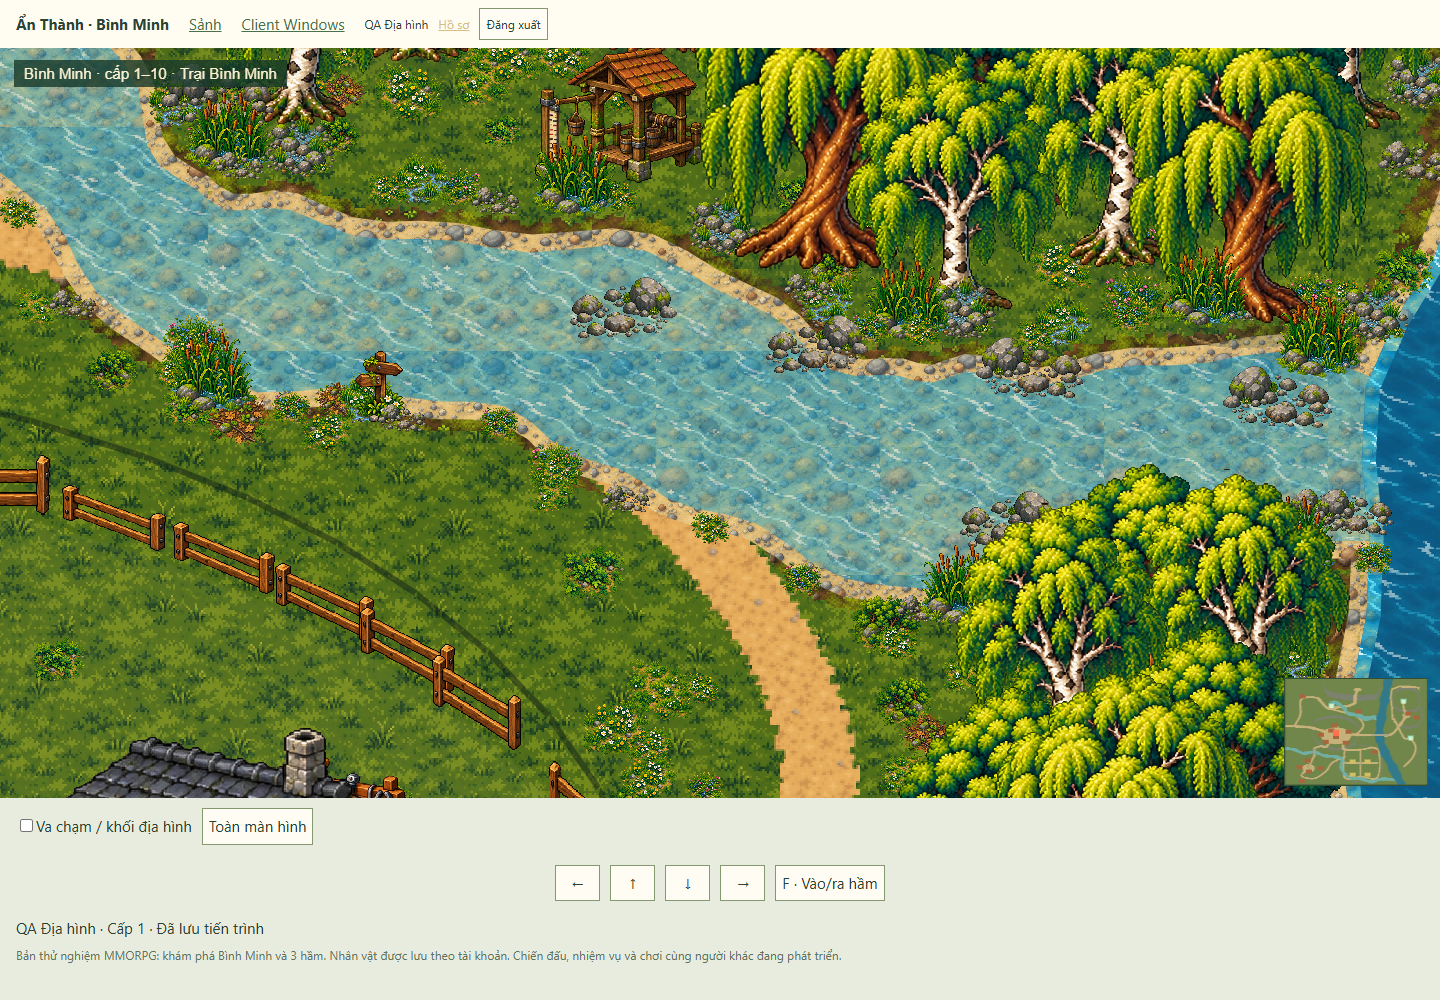 Ẩn Thành · Bình Minh Sảnh Client Windows QA Địa hình Hồ sơ Đăng xuất
Bình Minh · cấp 1–10 · Trại Bình Minh
Va chạm / khối địa hình Toàn màn hình
← ↑ ↓ → F · Vào/ra hầm
QA Địa hình · Cấp 1 · Đã lưu tiến trình
Bản thử nghiệm MMORPG: khám phá Bình Minh và 3 hầm. Nhân vật được lưu theo tài khoản. Chiến đấu, nhiệm vụ và chơi cùng người khác đang phát triển.